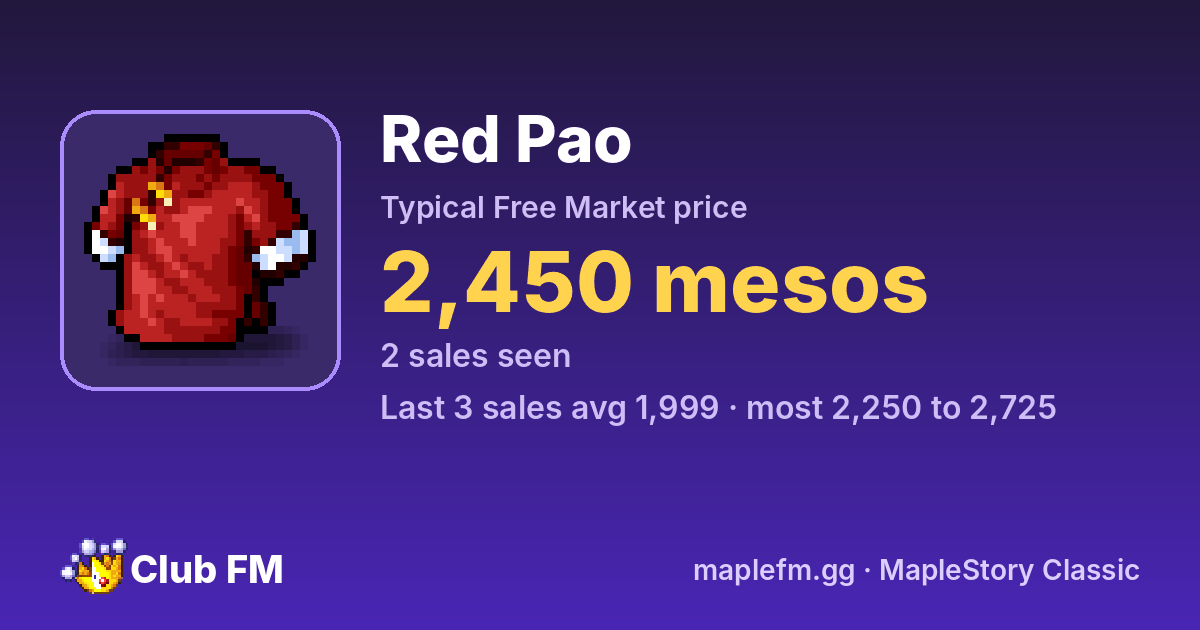 Red Pao
Typical Free Market price
2,450 mesos
2 sales seen
Last 3 sales avg 1,999 · most 2,250 to 2,725
Club FM
maplefm.gg · MapleStory Classic